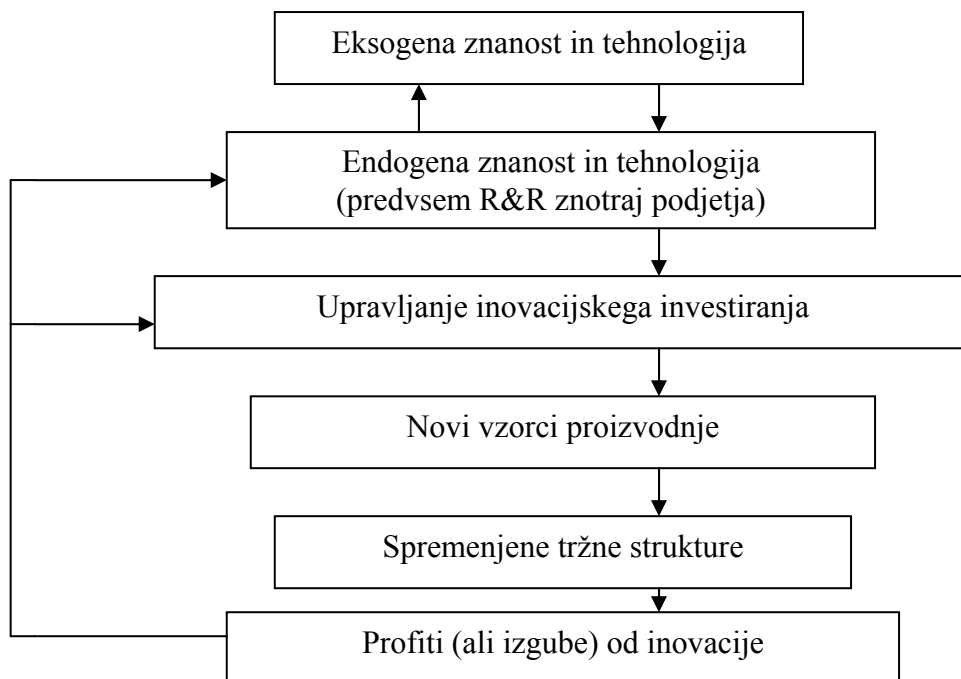 Eksogena znanost in tehnologija
Endogena znanost in tehnologija
(predvsem R&R znotraj podjetja)
Upravljanje inovacijskega investiranja
Novi vzorci proizvodnje
Spremenjene tržne strukture
Profiti (ali izgube) od inovacije